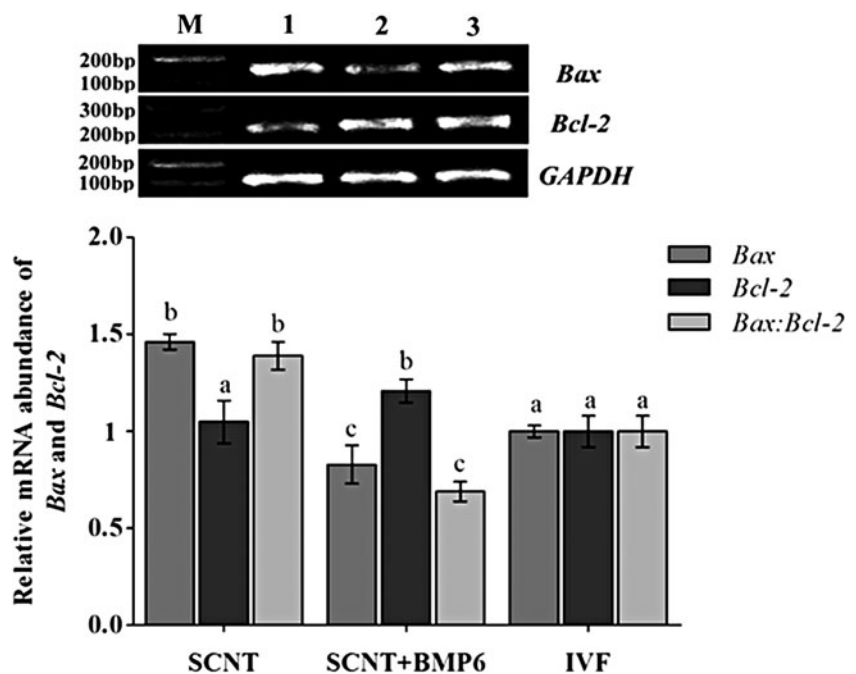 M 1 2 3
200bp
100bp
Bax
300bp
200bp
Bcl-2
200bp
100bp
GAPDH
Relative mRNA abundance of
Bax and Bcl-2
2.0
1.5
1
0.5
0.0
b a b
c b c
a a a
Bax
Bcl-2
Bax:Bcl-2
SCNT SCNT+BMP6 IVF